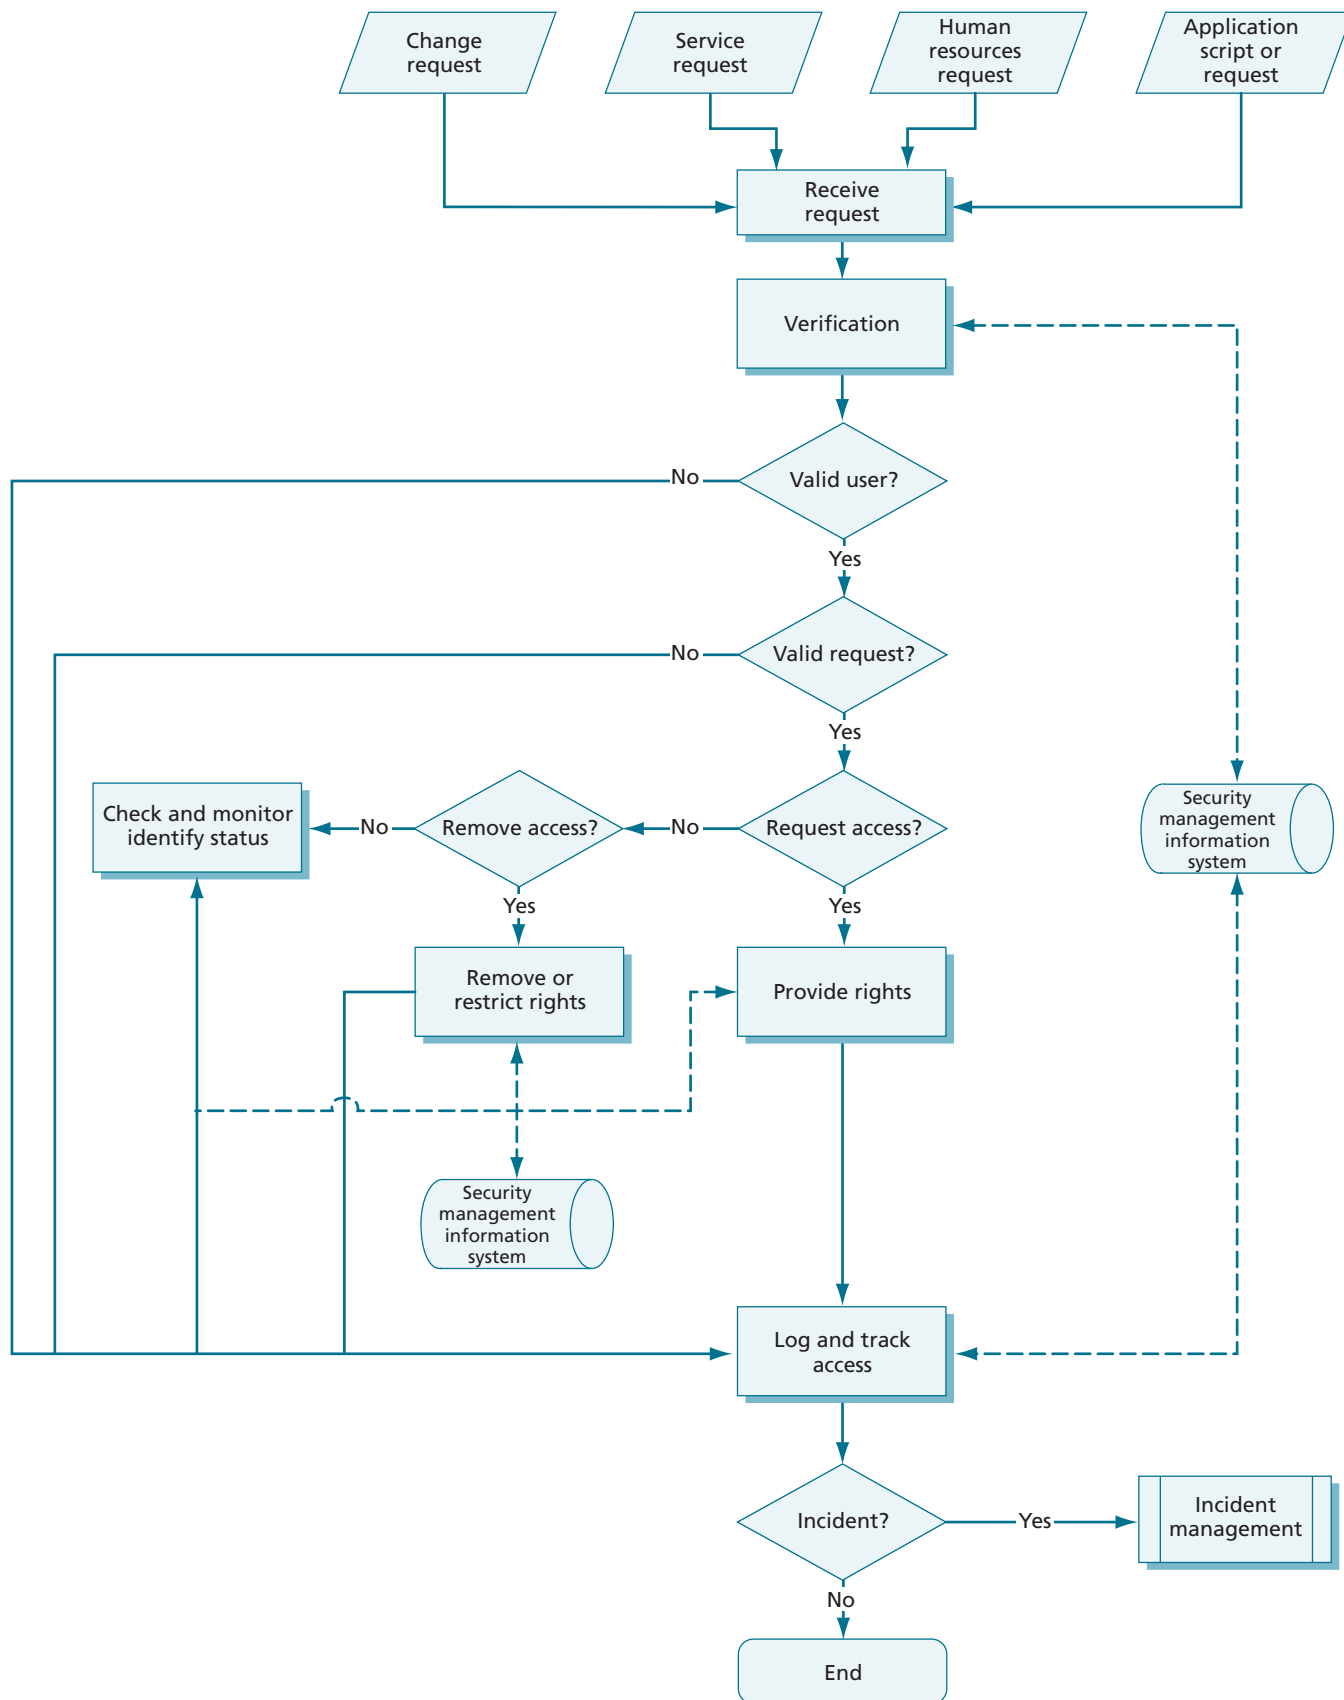 Change
request
Service
request
Human
resources
request
Application
script or
request
Receive
request
Verification
No
Valid user?
Yes
No
Valid request?
Yes
Check and monitor
identify status
No
Remove access?
No
Request access?
Security
management
information
system
Yes
Yes
Remove or
restrict rights
Provide rights
Security
management
information
system
Log and track
access
Incident?
Yes
Incident
management
No
End